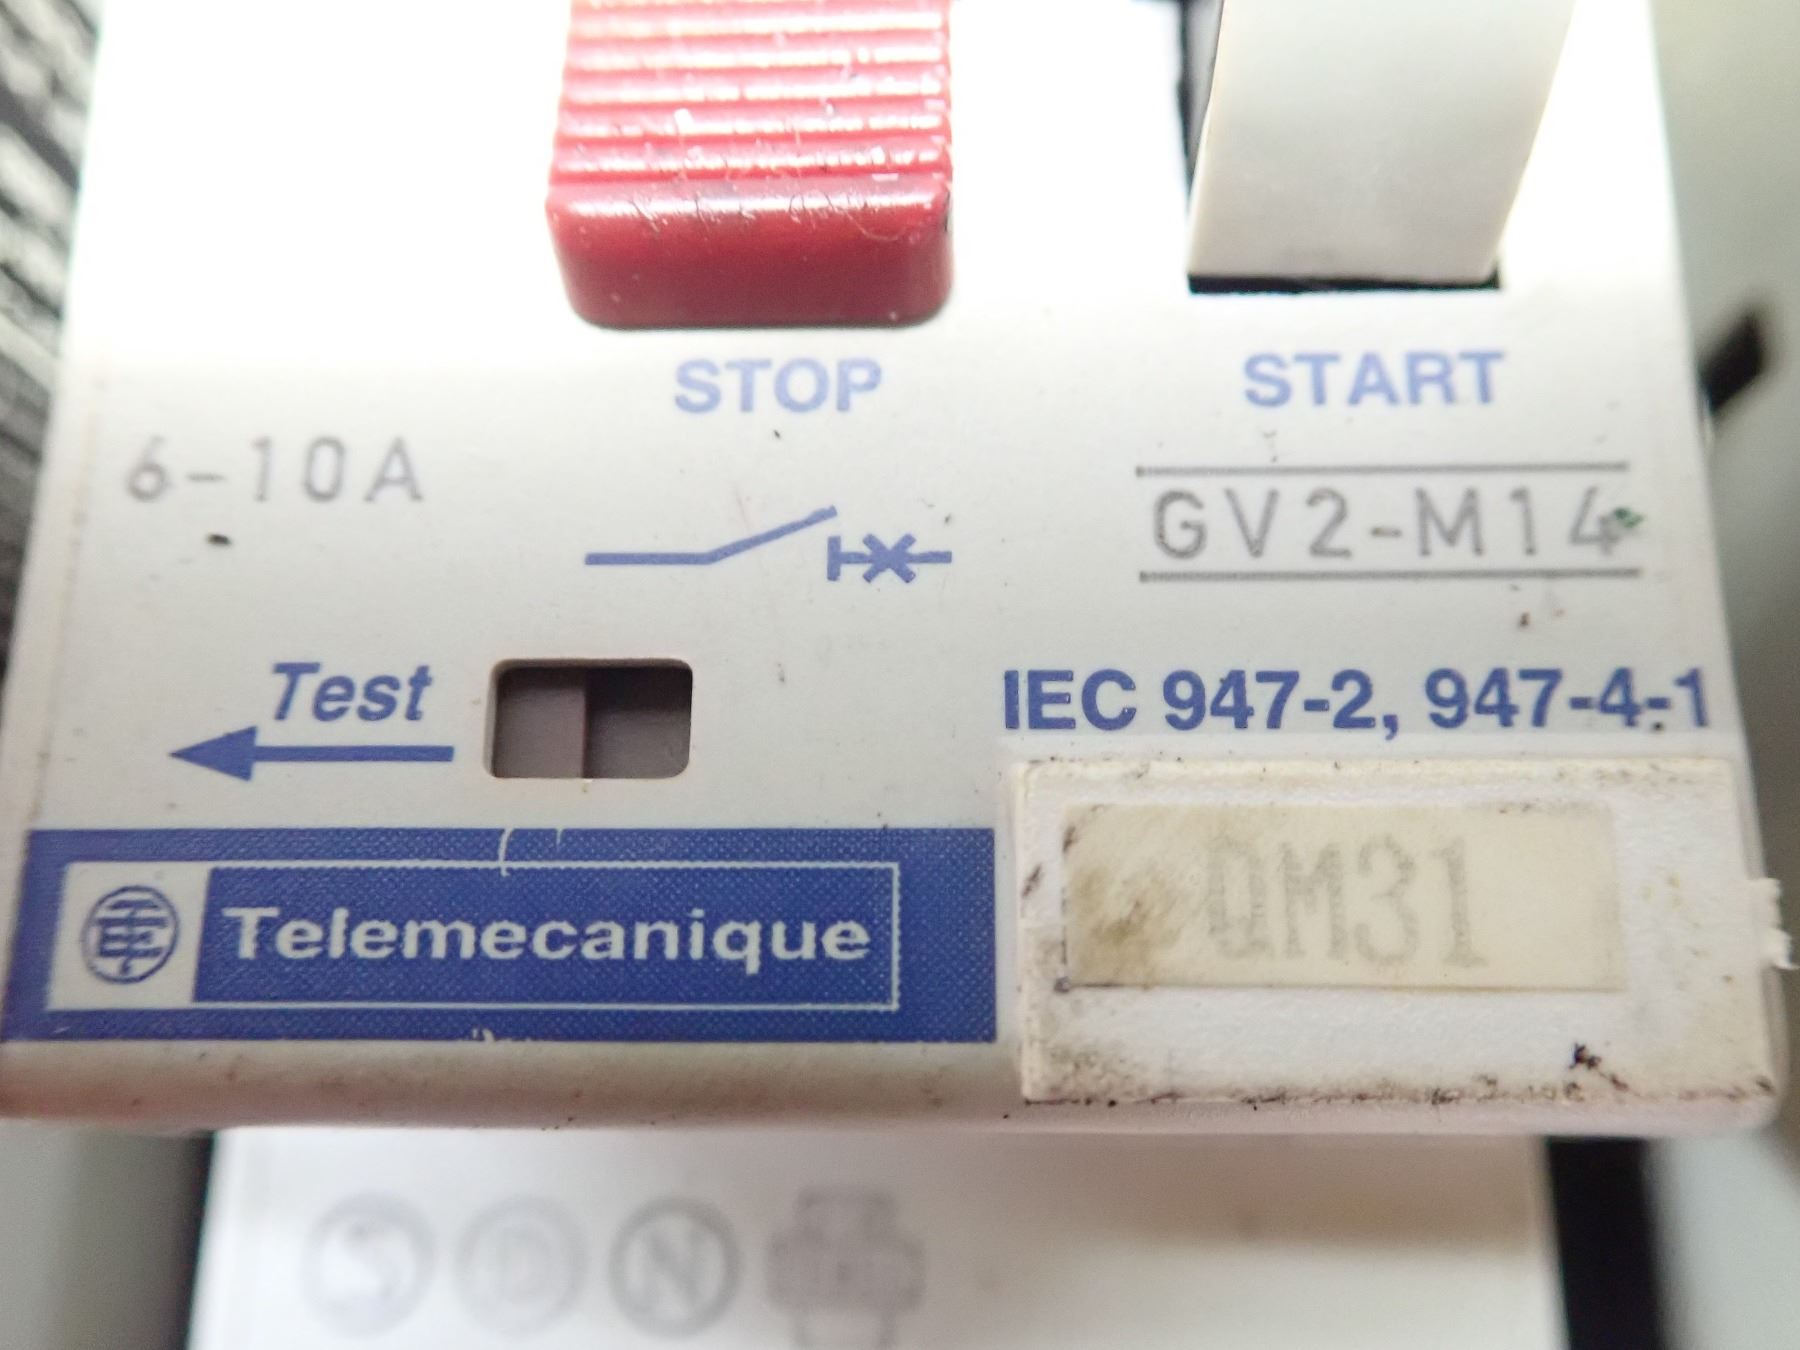 STOP
START
6-10A
GV2-M14
Test
IEC 947-2, 947-4-1
Telemecanique
QM31
S D N